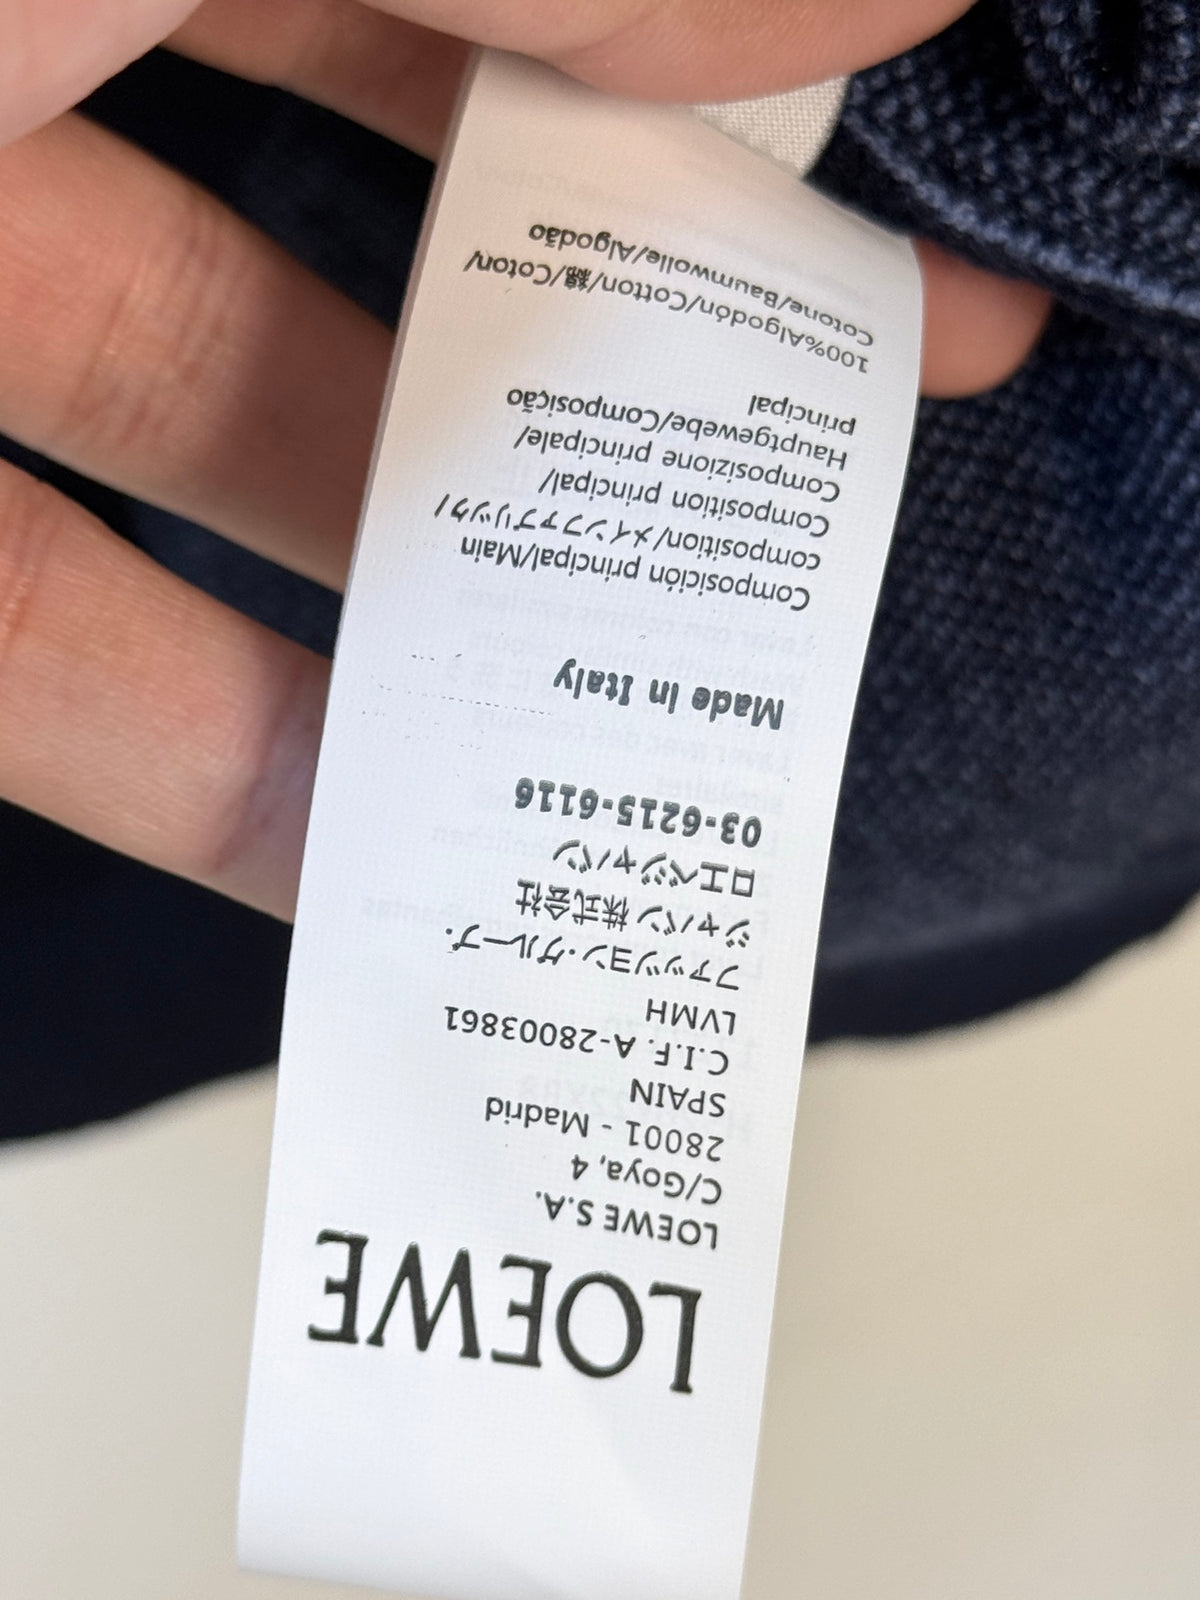 LOEWE
LOEWE S.A.
C/Goya, 4
28001 - Madrid
SPAIN
C.I.F. A-28003861
LVMH
ファッション・グループ・
ジャパン 株式会社
ロエベジャパン
03-6215-6116
Made in Italy
Composición principal/Main
composition/メインファブリック/
Composition principal/
Composizione principale/
Hauptgewebe/Composição
principal
100%Algodón/Cotton/綿/Coton/
Cotone/Baumwolle/Algodão